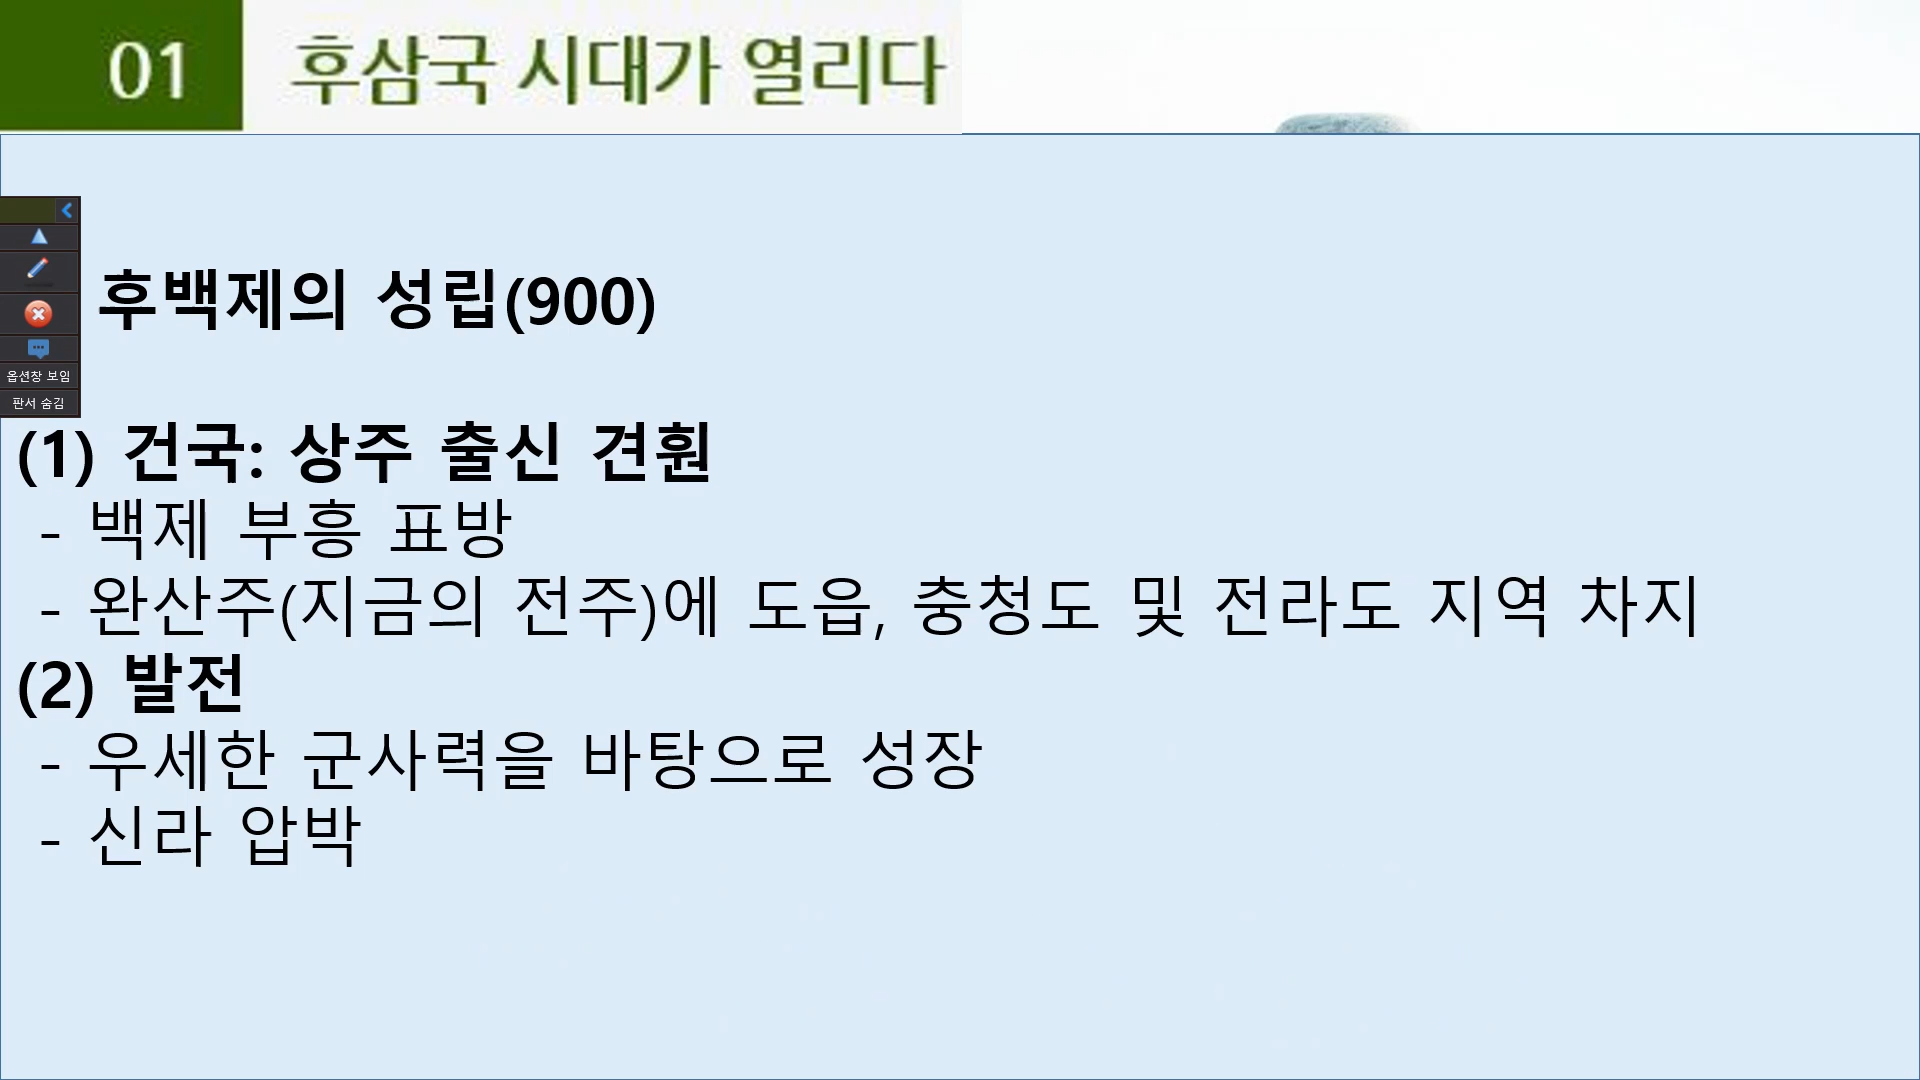 01 후삼국 시대가 열리다
후백제의 성립(900)
옵션창 보임
판서 숨김
(1) 건국: 상주 출신 견훤
- 백제 부흥 표방
- 완산주(지금의 전주)에 도읍, 충청도 및 전라도 지역 차지
(2) 발전
- 우세한 군사력을 바탕으로 성장
- 신라 압박